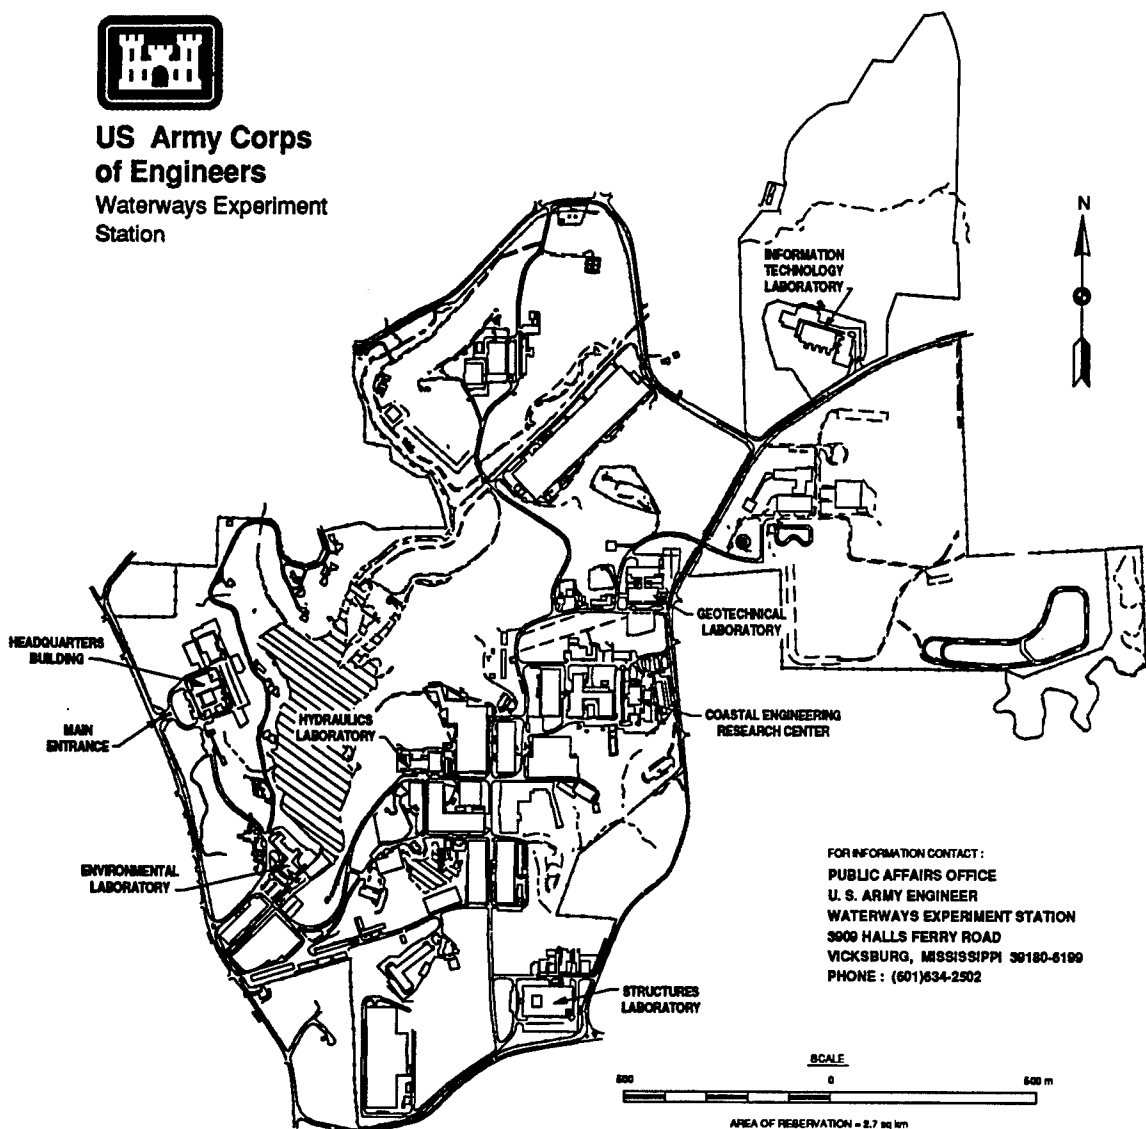 US Army Corps
of Engineers
Waterways Experiment
Station
N
INFORMATION
TECHNOLOGY
LABORATORY
GEOTECHNICAL
LABORATORY
HEADQUARTERS
BUILDING
MAIN
ENTRANCE
HYDRAULICS
LABORATORY
COASTAL ENGINEERING
RESEARCH CENTER
ENVIRONMENTAL
LABORATORY
STRUCTURES
LABORATORY
FOR INFORMATION CONTACT :
PUBLIC AFFAIRS OFFICE
U. S. ARMY ENGINEER
WATERWAYS EXPERIMENT STATION
3909 HALLS FERRY ROAD
VICKSBURG, MISSISSIPPI 39180-6199
PHONE : (601)634-2502
SCALE
500 0 500 m
AREA OF RESERVATION = 2.7 sq km